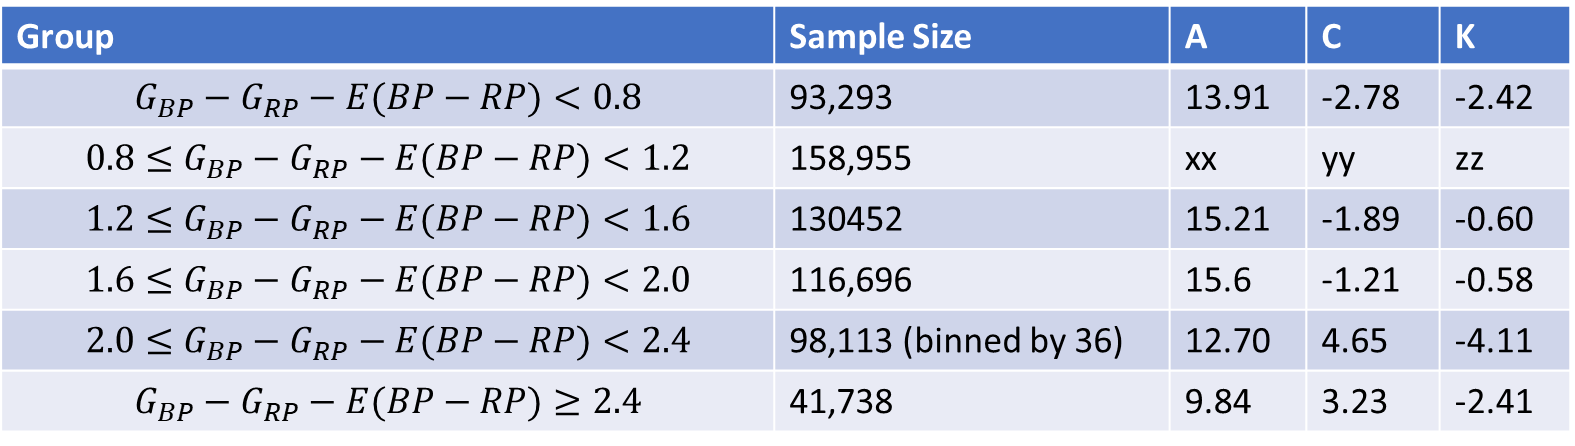 Group Sample Size A C K
G_BP − G_RP − E(BP − RP) < 0.8 93,293 13.91 -2.78 -2.42
0.8 ≤ G_BP − G_RP − E(BP − RP) < 1.2 158,955 xx yy zz
1.2 ≤ G_BP − G_RP − E(BP − RP) < 1.6 130452 15.21 -1.89 -0.60
1.6 ≤ G_BP − G_RP − E(BP − RP) < 2.0 116,696 15.6 -1.21 -0.58
2.0 ≤ G_BP − G_RP − E(BP − RP) < 2.4 98,113 (binned by 36) 12.70 4.65 -4.11
G_BP − G_RP − E(BP − RP) ≥ 2.4 41,738 9.84 3.23 -2.41